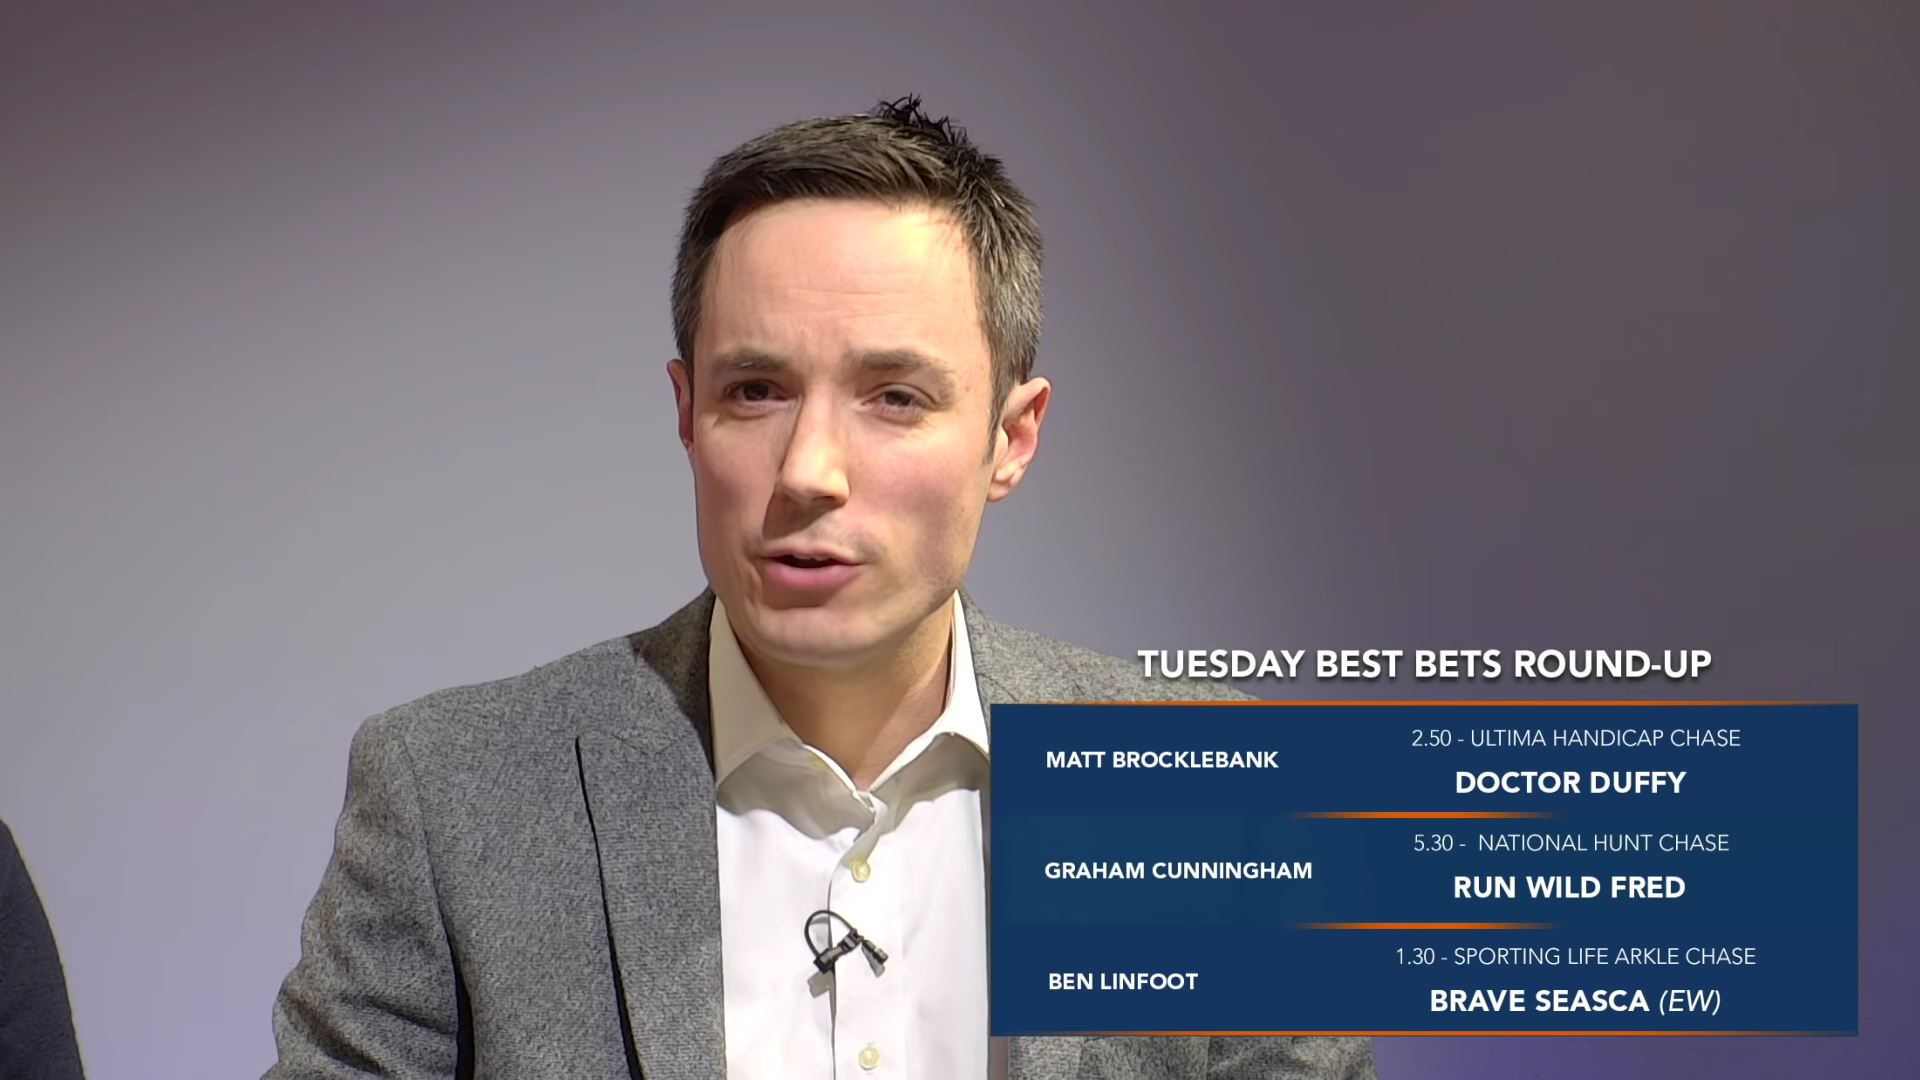 TUESDAY BEST BETS ROUND-UP
MATT BROCKLEBANK
2.50 - ULTIMA HANDICAP CHASE
DOCTOR DUFFY
GRAHAM CUNNINGHAM
5.30 - NATIONAL HUNT CHASE
RUN WILD FRED
BEN LINFOOT
1.30 - SPORTING LIFE ARKLE CHASE
BRAVE SEASCA (EW)